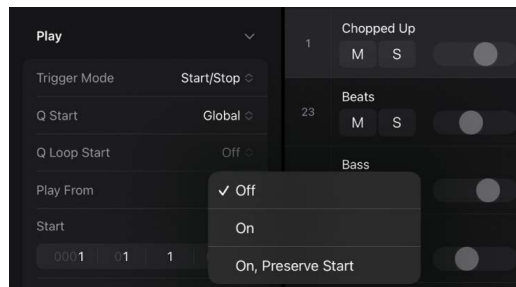 Play
Trigger Mode Start/Stop
Q Start Global
Q Loop Start Off
Play From
Start
0001 01 1
✓ Off
On
On, Preserve Start
1 Chopped Up
M S
23 Beats
M S
Bass